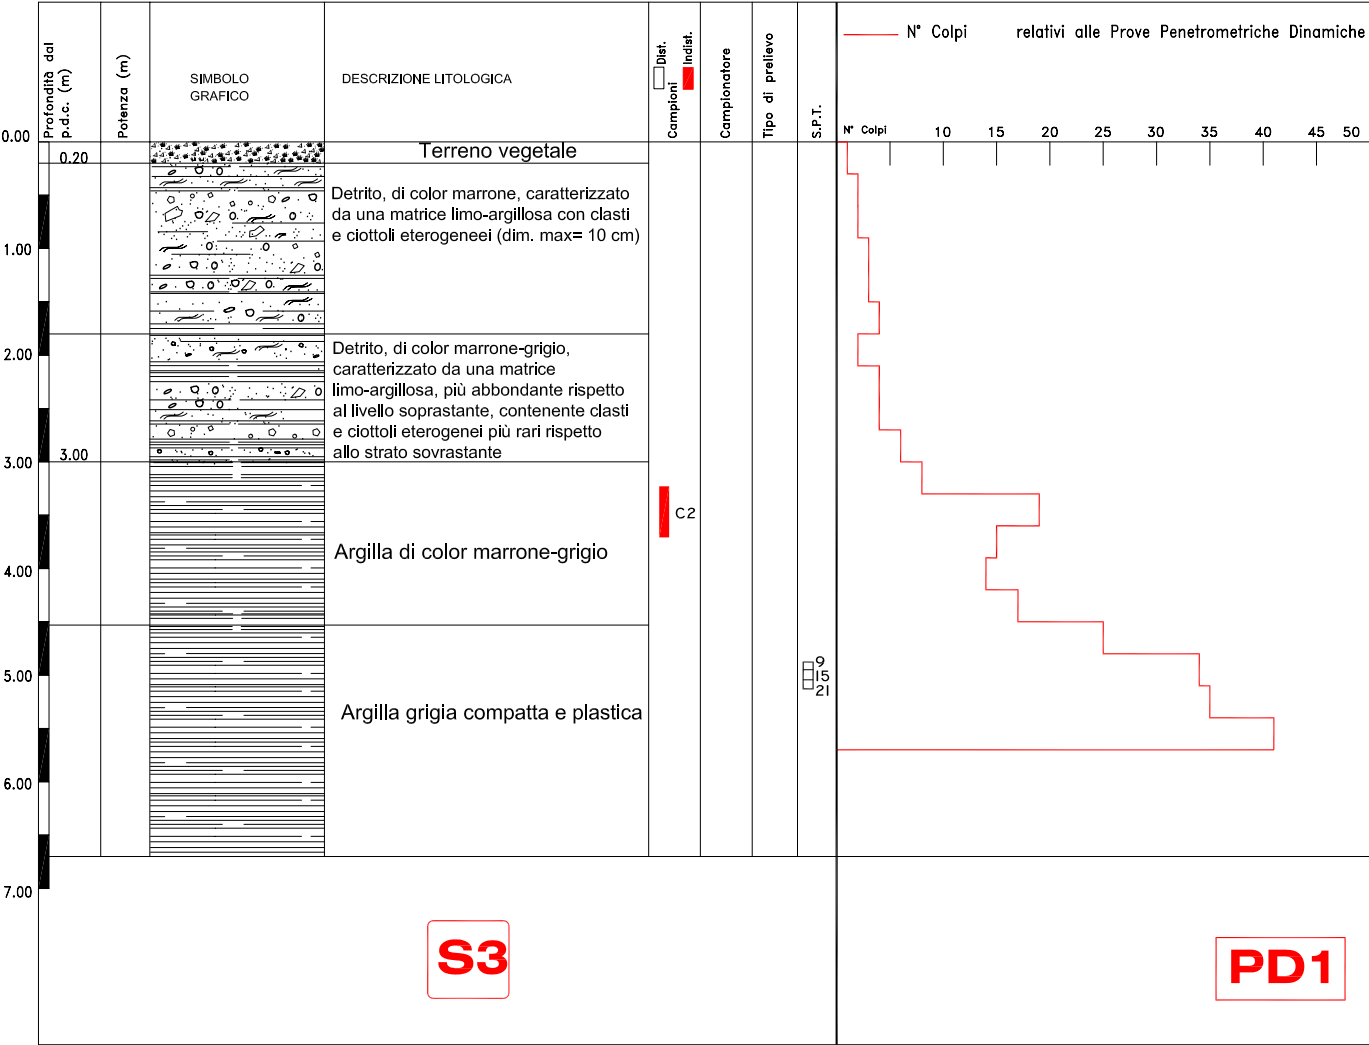 Profondità dal
p.d.c. (m)
Potenza (m)
SIMBOLO
GRAFICO
DESCRIZIONE LITOLOGICA
Dist.
Indist.
Campioni
Campionatore
Tipo di prelievo
S.P.T.
N° Colpi relativi alle Prove Penetrometriche Dinamiche
N° Colpi 10 15 20 25 30 35 40 45 50
0.00
0.20
1.00
2.00
3.00
3.00
4.00
5.00
6.00
7.00
Terreno vegetale
Detrito, di color marrone, caratterizzato
da una matrice limo-argillosa con clasti
e ciottoli eterogeneei (dim. max= 10 cm)
Detrito, di color marrone-grigio,
caratterizzato da una matrice
limo-argillosa, più abbondante rispetto
al livello soprastante, contenente clasti
e ciottoli eterogenei più rari rispetto
allo strato sovrastante
C2
Argilla di color marrone-grigio
9
15
21
Argilla grigia compatta e plastica
S3
PD1